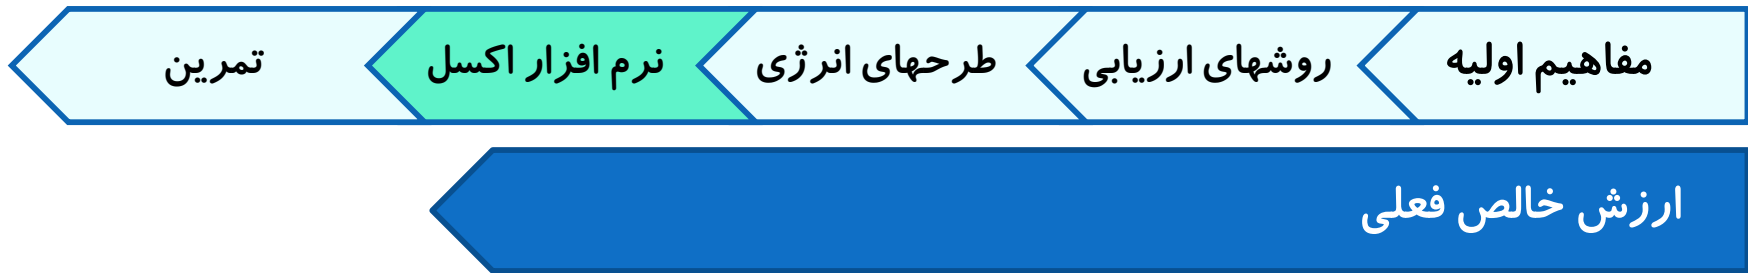 مفاهیم اولیه
روشهای ارزیابی
طرحهای انرژی
نرم افزار اکسل
تمرین
ارزش خالص فعلی